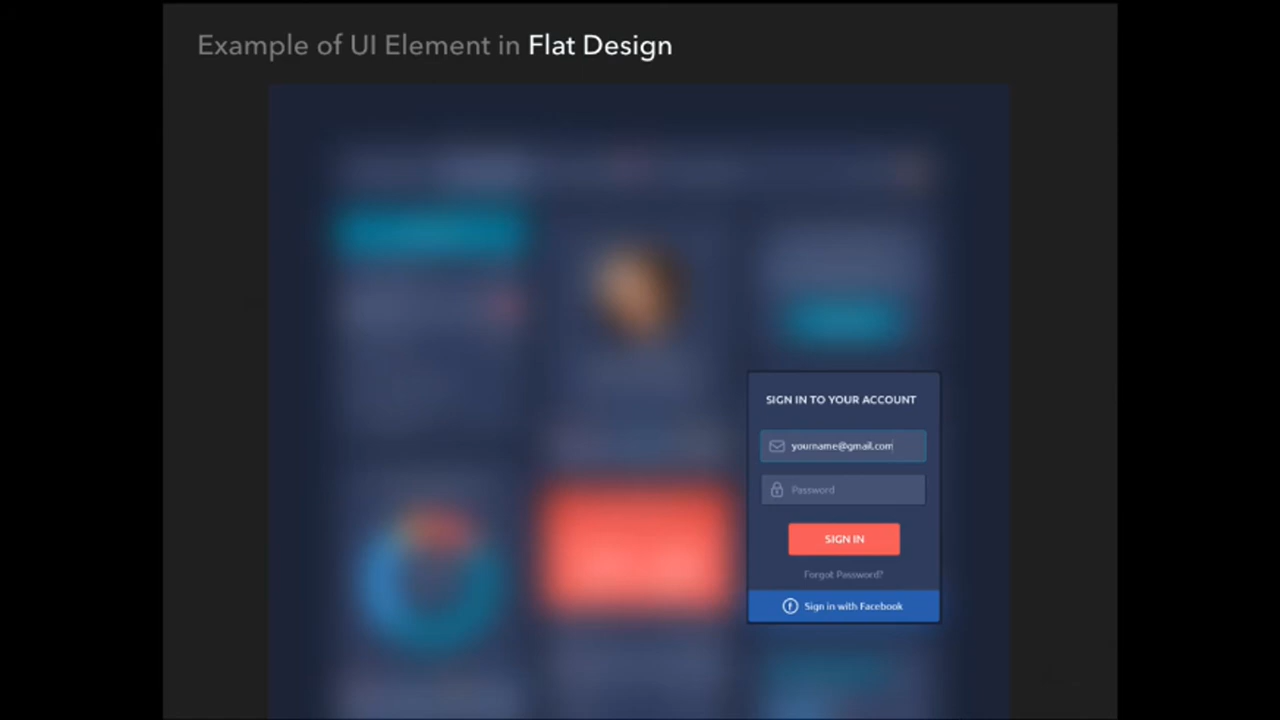 Example of UI Element in Flat Design
SIGN IN TO YOUR ACCOUNT
yourname@gmail.com
Password
SIGN IN
Forgot Password?
Sign in with Facebook